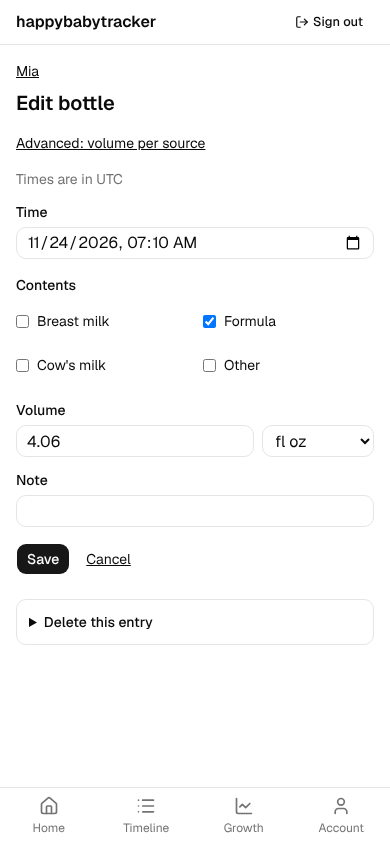 happybabytracker
Sign out
Mia
Edit bottle
Advanced: volume per source
Times are in UTC
Time
11/24/2026, 07:10 AM
Contents
Breast milk
Formula
Cow's milk
Other
Volume
4.06
fl oz
Note
Save
Cancel
Delete this entry
Home
Timeline
Growth
Account